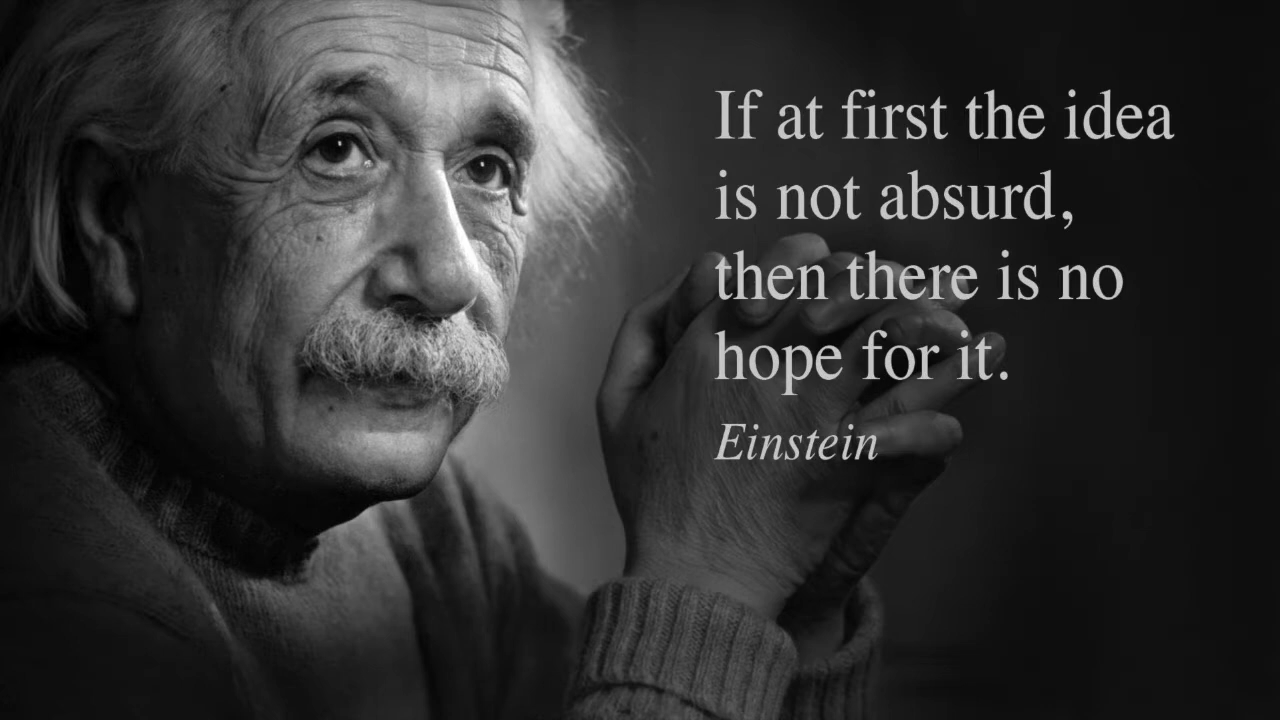 If at first the idea
is not absurd,
then there is no
hope for it.
Einstein